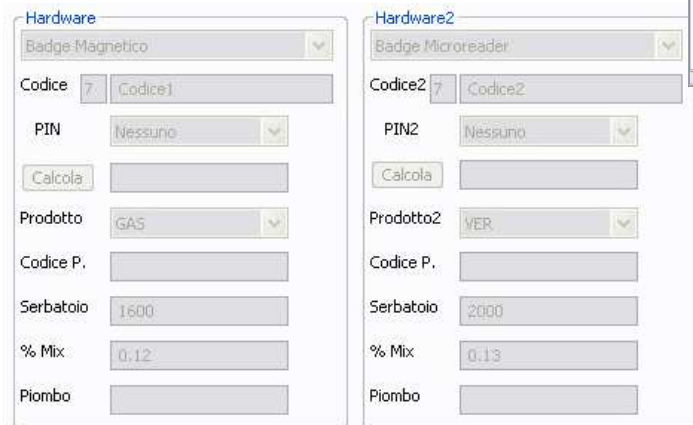 Hardware
Badge Magnetico
Codice 7 Codice1
PIN Nessuno
Calcola
Prodotto GAS
Codice P.
Serbatoio 1600
% Mix 0.12
Piombo
Hardware2
Badge Microreader
Codice2 7 Codice2
PIN2 Nessuno
Calcola
Prodotto2 VER
Codice P.
Serbatoio 2000
% Mix 0.13
Piombo